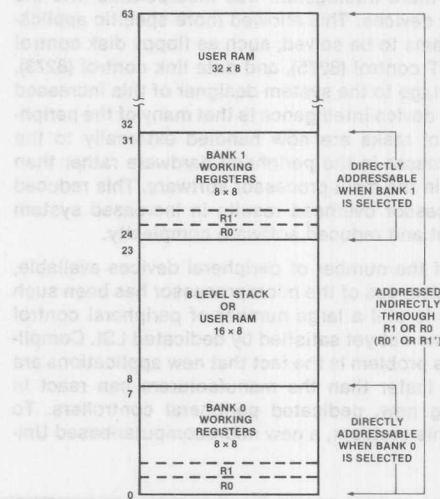 63
USER RAM
32 × 8
32
31
BANK 1
WORKING
REGISTERS
8 × 8
DIRECTLY
ADDRESSABLE
WHEN BANK 1
IS SELECTED
R1'
R0'
24
23
8 LEVEL STACK
OR
USER RAM
16 × 8
ADDRESSED
INDIRECTLY
THROUGH
R1 OR R0
(R0' OR R1')
8
7
BANK 0
WORKING
REGISTERS
8 × 8
DIRECTLY
ADDRESSABLE
WHEN BANK 0
IS SELECTED
R1
R0
0